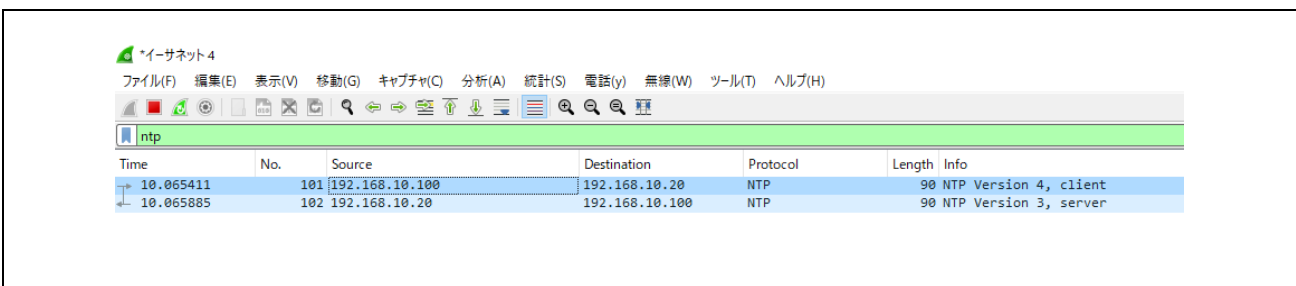 *イーサネット 4
ファイル(F) 編集(E) 表示(V) 移動(G) キャプチャ(C) 分析(A) 統計(S) 電話(y) 無線(W) ツール(T) ヘルプ(H)
ntp
Time No. Source Destination Protocol Length Info
10.065411 101 192.168.10.100 192.168.10.20 NTP 90 NTP Version 4, client
10.065885 102 192.168.10.20 192.168.10.100 NTP 90 NTP Version 3, server